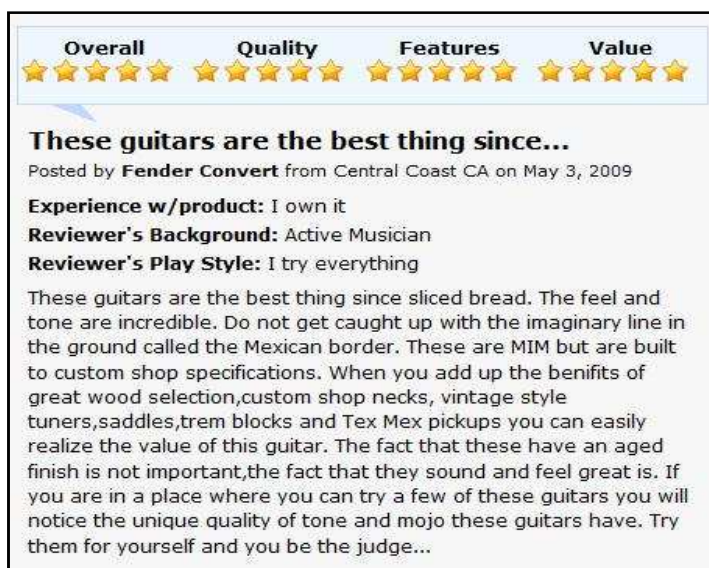 Overall Quality Features Value
These guitars are the best thing since...
Posted by Fender Convert from Central Coast CA on May 3, 2009
Experience w/product: I own it
Reviewer's Background: Active Musician
Reviewer's Play Style: I try everything
These guitars are the best thing since sliced bread. The feel and
tone are incredible. Do not get caught up with the imaginary line in
the ground called the Mexican border. These are MIM but are built
to custom shop specifications. When you add up the benifits of
great wood selection,custom shop necks, vintage style
tuners,saddles,trem blocks and Tex Mex pickups you can easily
realize the value of this guitar. The fact that these have an aged
finish is not important,the fact that they sound and feel great is. If
you are in a place where you can try a few of these guitars you will
notice the unique quality of tone and mojo these guitars have. Try
them for yourself and you be the judge...